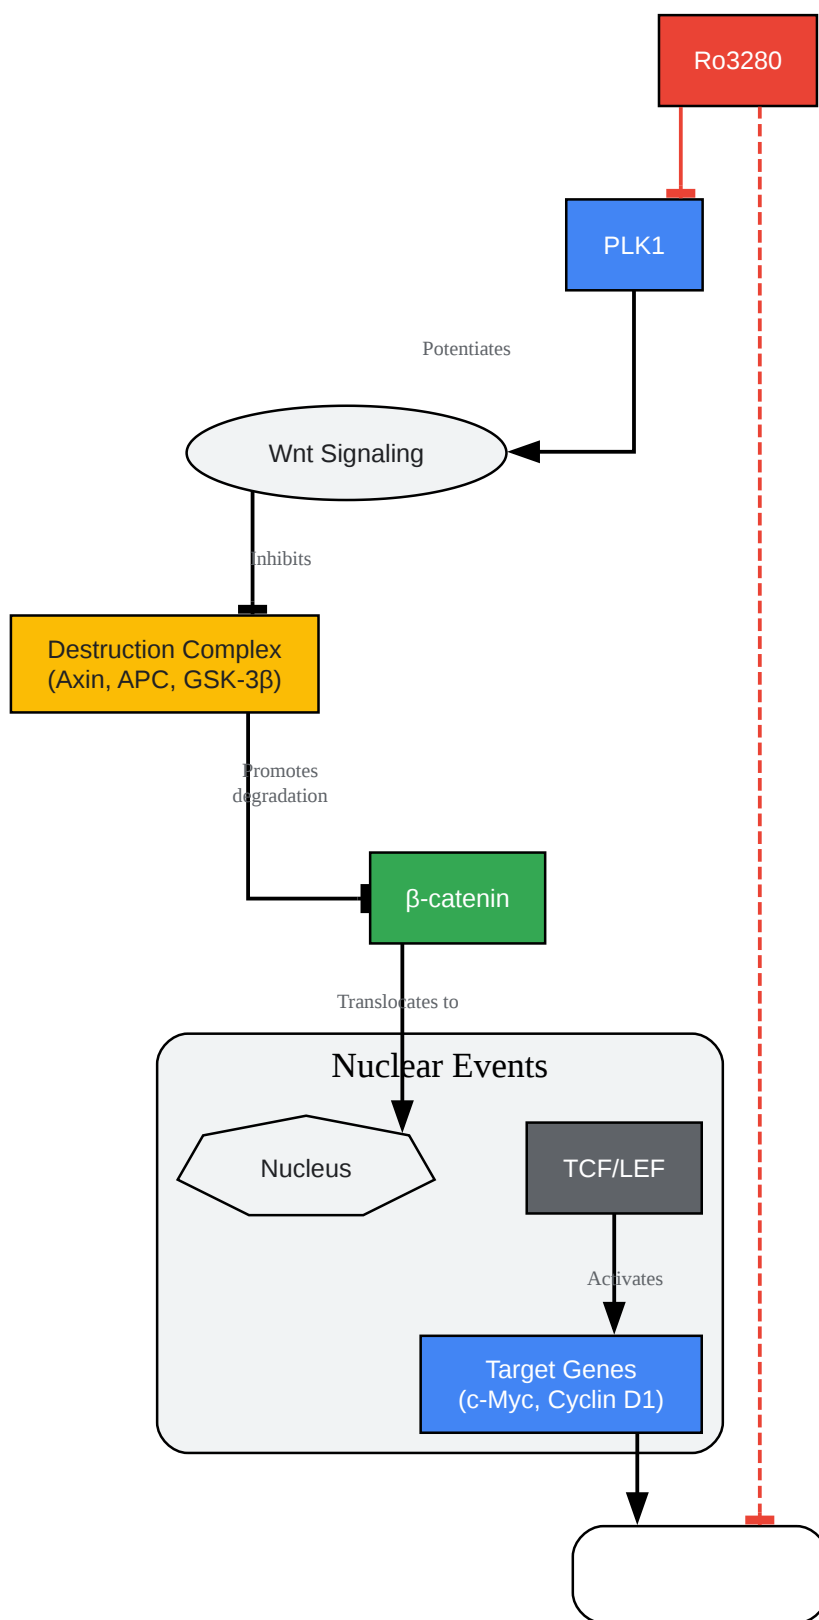 Ro3280
PLK1
Potentiates
Wnt Signaling
Inhibits
Destruction Complex
(Axin, APC, GSK-3β)
Promotes
degradation
β-catenin
Translocates to
Nuclear Events
Nucleus
TCF/LEF
Activates
Target Genes
(c-Myc, Cyclin D1)